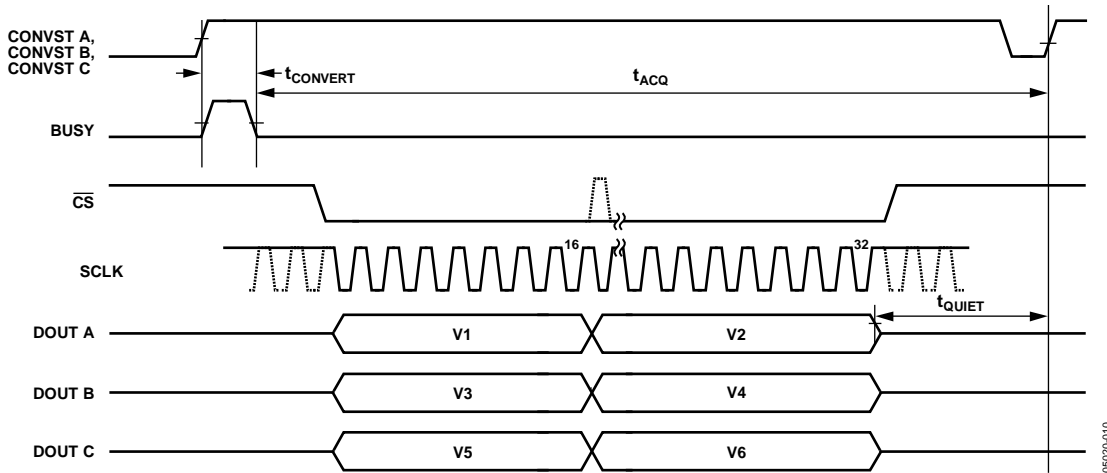 CONVST A,
CONVST B,
CONVST C
tCONVERT
tACQ
BUSY
CS
16
32
SCLK
tQUIET
DOUT A
V1
V2
DOUT B
V3
V4
DOUT C
V5
V6
05020-019